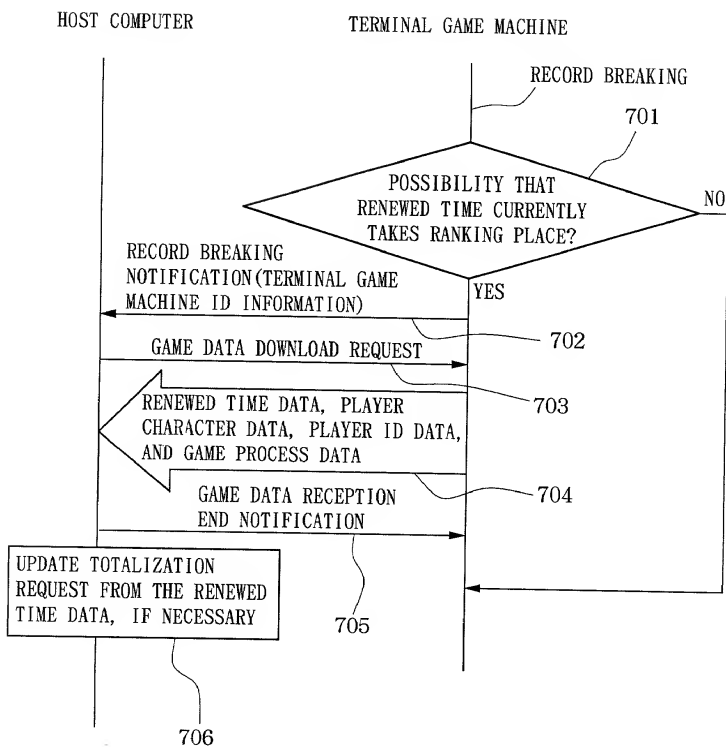 HOST COMPUTER
TERMINAL GAME MACHINE
RECORD BREAKING
701
POSSIBILITY THAT
RENEWED TIME CURRENTLY
TAKES RANKING PLACE?
NO
YES
RECORD BREAKING
NOTIFICATION(TERMINAL GAME
MACHINE ID INFORMATION)
702
GAME DATA DOWNLOAD REQUEST
703
RENEWED TIME DATA, PLAYER
CHARACTER DATA, PLAYER ID DATA,
AND GAME PROCESS DATA
704
GAME DATA RECEPTION
END NOTIFICATION
705
UPDATE TOTALIZATION
REQUEST FROM THE RENEWED
TIME DATA, IF NECESSARY
706